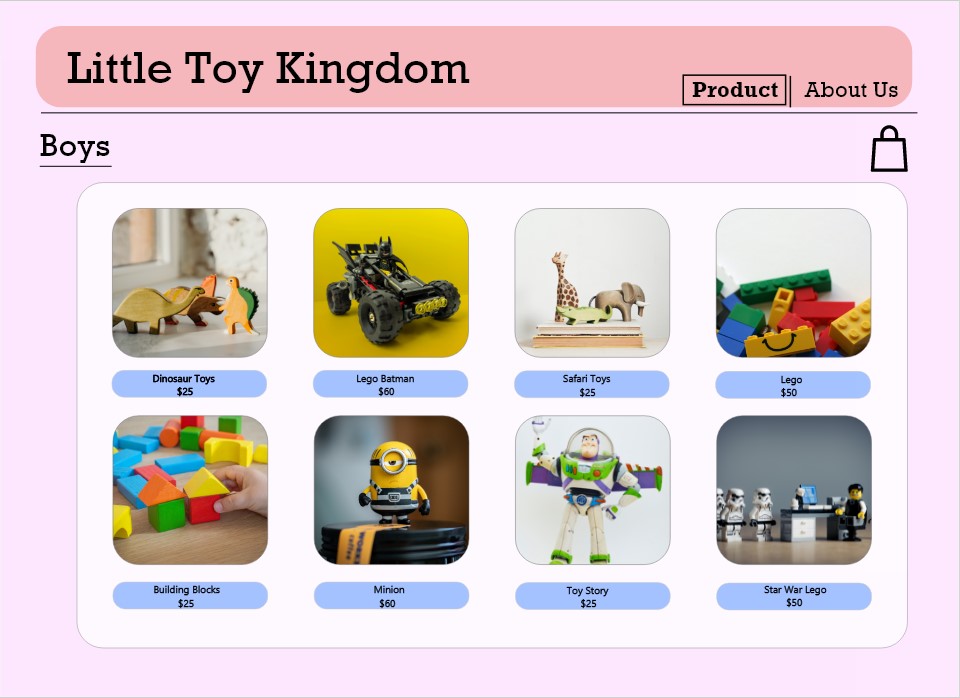 Little Toy Kingdom
Product
About Us
Boys
Dinosaur Toys
$25
Lego Batman
$60
Safari Toys
$25
Lego
$50
Building Blocks
$25
Minion
$60
Toy Story
$25
Star War Lego
$50